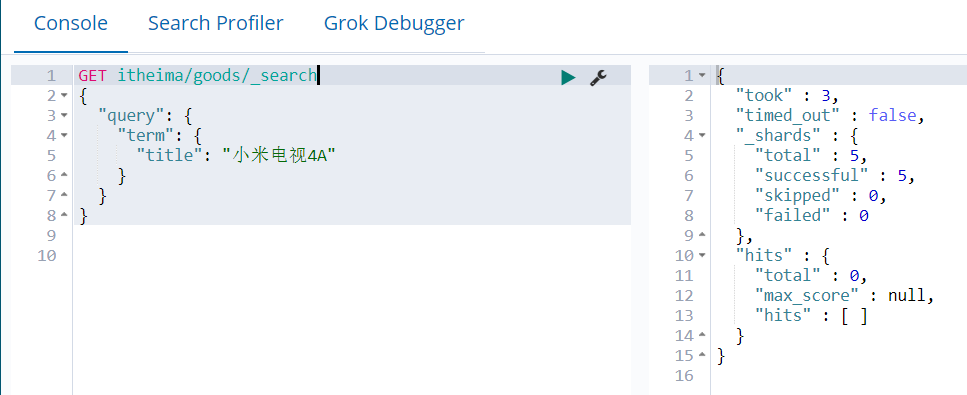 Console Search Profiler Grok Debugger
1 GET itheima/goods/_search
2 {
3 "query": {
4 "term": {
5 "title": "小米电视4A"
6 }
7 }
8 }
9
10
1 {
2 "took" : 3,
3 "timed_out" : false,
4 "_shards" : {
5 "total" : 5,
6 "successful" : 5,
7 "skipped" : 0,
8 "failed" : 0
9 },
10 "hits" : {
11 "total" : 0,
12 "max_score" : null,
13 "hits" : [ ]
14 }
15 }
16